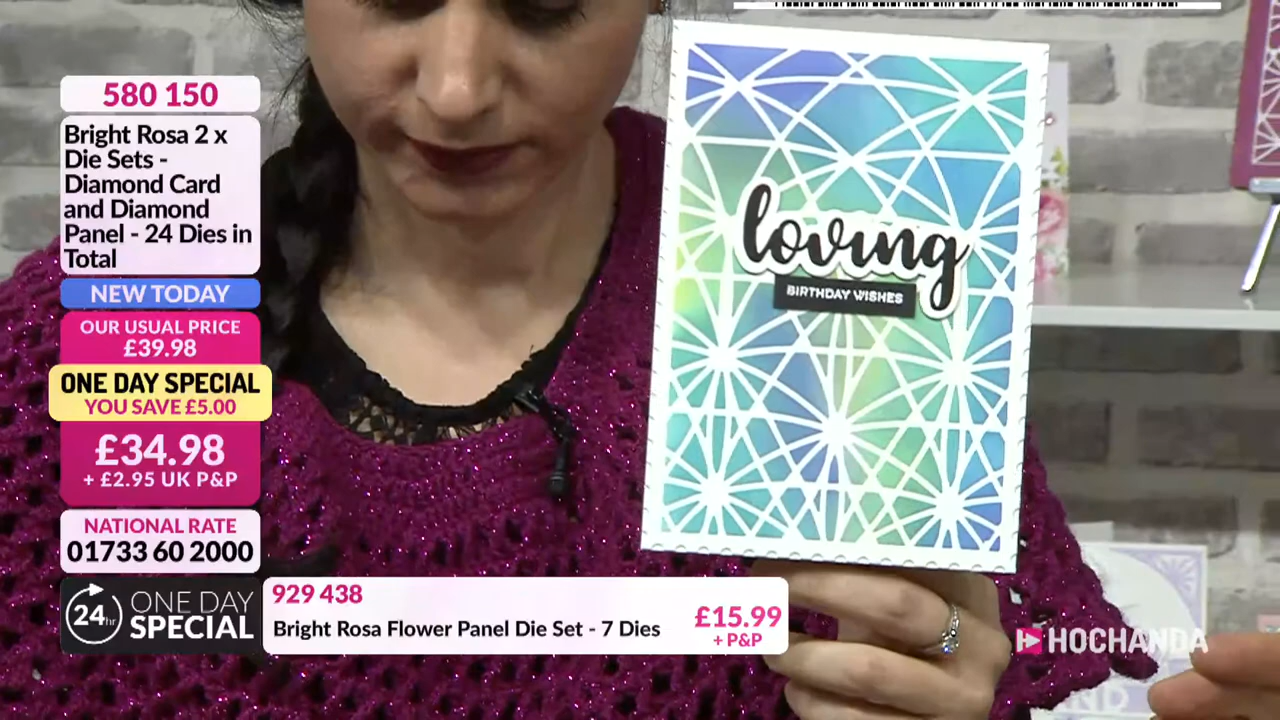 580 150
Bright Rosa 2 x
Die Sets -
Diamond Card
and Diamond
Panel - 24 Dies in
Total
NEW TODAY
OUR USUAL PRICE
£39.98
ONE DAY SPECIAL
YOU SAVE £5.00
£34.98
+ £2.95 UK P&P
NATIONAL RATE
01733 60 2000
24hr
ONE DAY
SPECIAL
929 438
Bright Rosa Flower Panel Die Set - 7 Dies
£15.99
+ P&P
loving
BIRTHDAY WISHES
HOCHANDA